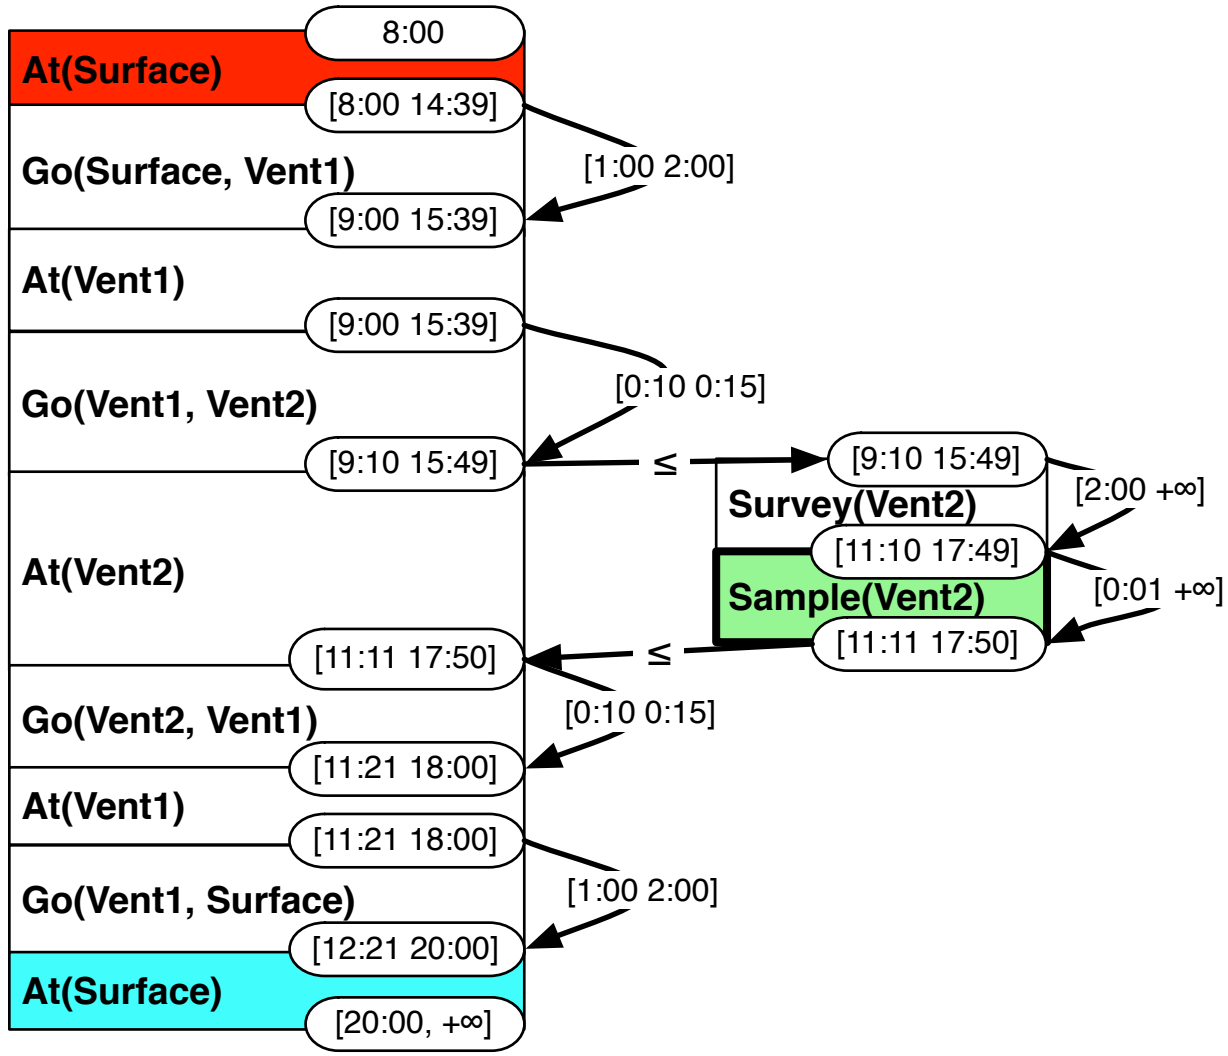 8:00
At(Surface)
[8:00 14:39]
Go(Surface, Vent1)
[1:00 2:00]
[9:00 15:39]
At(Vent1)
[9:00 15:39]
Go(Vent1, Vent2)
[0:10 0:15]
[9:10 15:49]
≤
[9:10 15:49]
Survey(Vent2)
[2:00 +∞]
[11:10 17:49]
At(Vent2)
Sample(Vent2)
[0:01 +∞]
[11:11 17:50]
≤
[11:11 17:50]
Go(Vent2, Vent1)
[0:10 0:15]
[11:21 18:00]
At(Vent1)
[11:21 18:00]
Go(Vent1, Surface)
[1:00 2:00]
[12:21 20:00]
At(Surface)
[20:00, +∞]